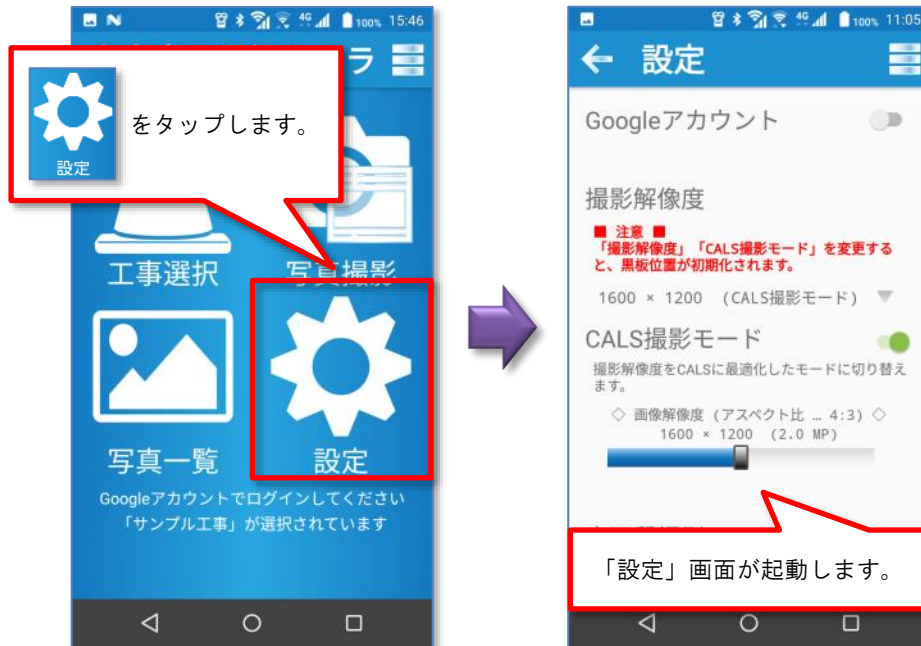 100% 15:46
ラ
設定
をタップします。
工事選択
写真撮影
写真一覧
設定
Googleアカウントでログインしてください
「サンプル工事」が選択されています
4G 100% 11:05
設定
Googleアカウント
撮影解像度
■ 注意 ■
「撮影解像度」「CALS撮影モード」を変更する
と、黒板位置が初期化されます。
1600 × 1200 (CALS撮影モード)
CALS撮影モード
撮影解像度をCALSに最適化したモードに切り替え
ます。
◇ 画像解像度 (アスペクト比 … 4:3) ◇
1600 × 1200 (2.0 MP)
「設定」画面が起動します。